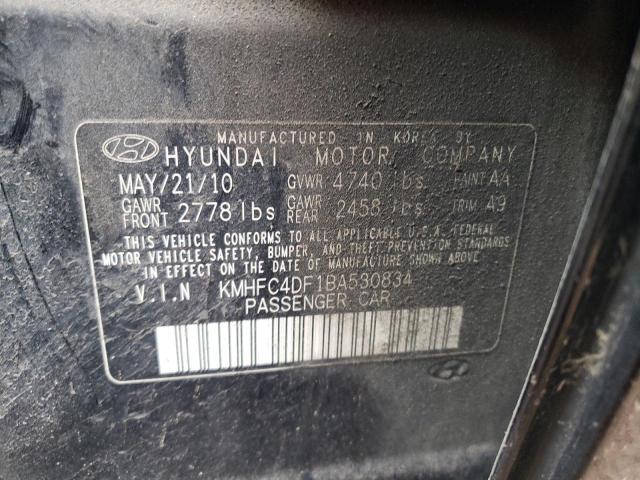 MANUFACTURED IN KOREA BY
HYUNDAI MOTOR COMPANY
MAY/21/10 GVWR 4740 lbs PAINT AA
GAWR FRONT 2778 lbs GAWR REAR 2458 lbs TRIM A9
THIS VEHICLE CONFORMS TO ALL APPLICABLE U.S.A. FEDERAL
MOTOR VEHICLE SAFETY, BUMPER, AND THEFT PREVENTION STANDARDS
IN EFFECT ON THE DATE OF MANUFACTURE SHOWN ABOVE
V.I.N KMHFC4DF1BA530834
PASSENGER CAR